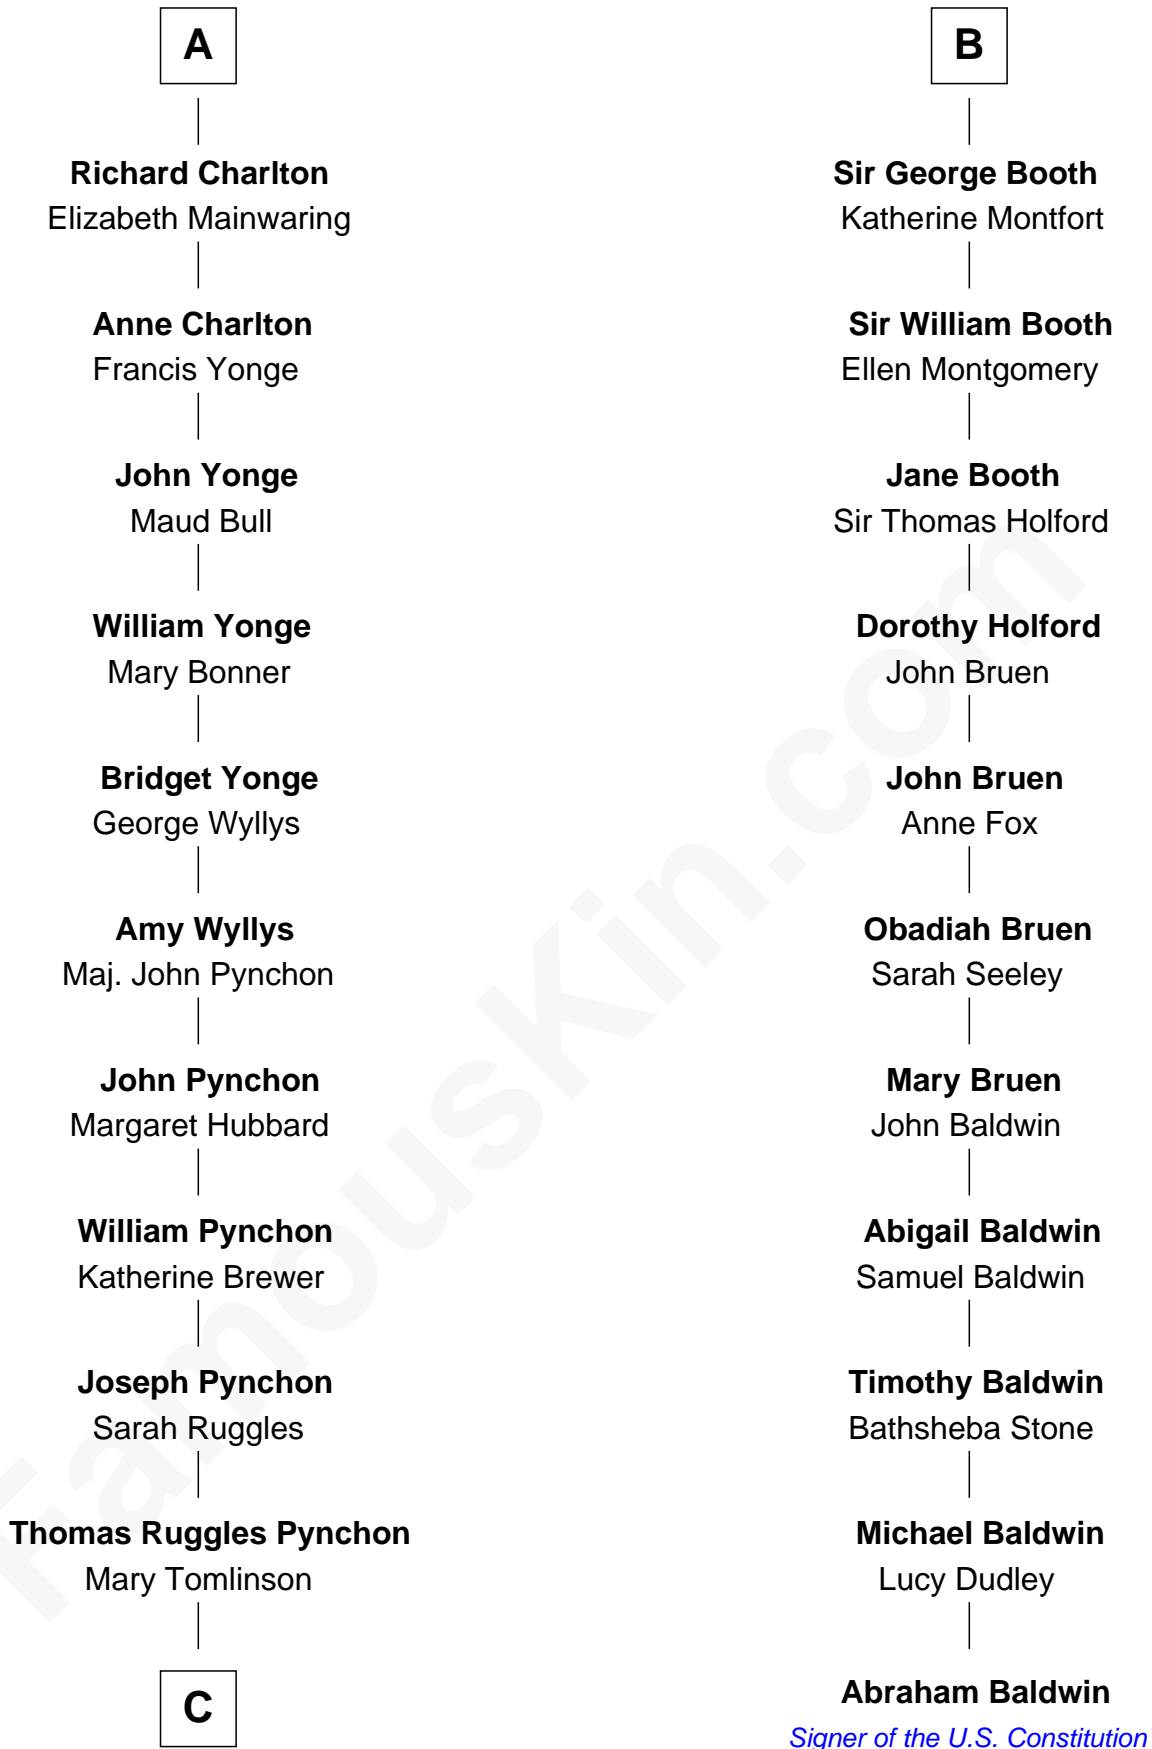 A
Richard Charlton
Elizabeth Mainwaring
Anne Charlton
Francis Yonge
John Yonge
Maud Bull
William Yonge
Mary Bonner
Bridget Yonge
George Wyllys
Amy Wyllys
Maj. John Pynchon
John Pynchon
Margaret Hubbard
William Pynchon
Katherine Brewer
Joseph Pynchon
Sarah Ruggles
Thomas Ruggles Pynchon
Mary Tomlinson
C
B
Sir George Booth
Katherine Montfort
Sir William Booth
Ellen Montgomery
Jane Booth
Sir Thomas Holford
Dorothy Holford
John Bruen
John Bruen
Anne Fox
Obadiah Bruen
Sarah Seeley
Mary Bruen
John Baldwin
Abigail Baldwin
Samuel Baldwin
Timothy Baldwin
Bathsheba Stone
Michael Baldwin
Lucy Dudley
Abraham Baldwin
Signer of the U.S. Constitution
FamousKin.com